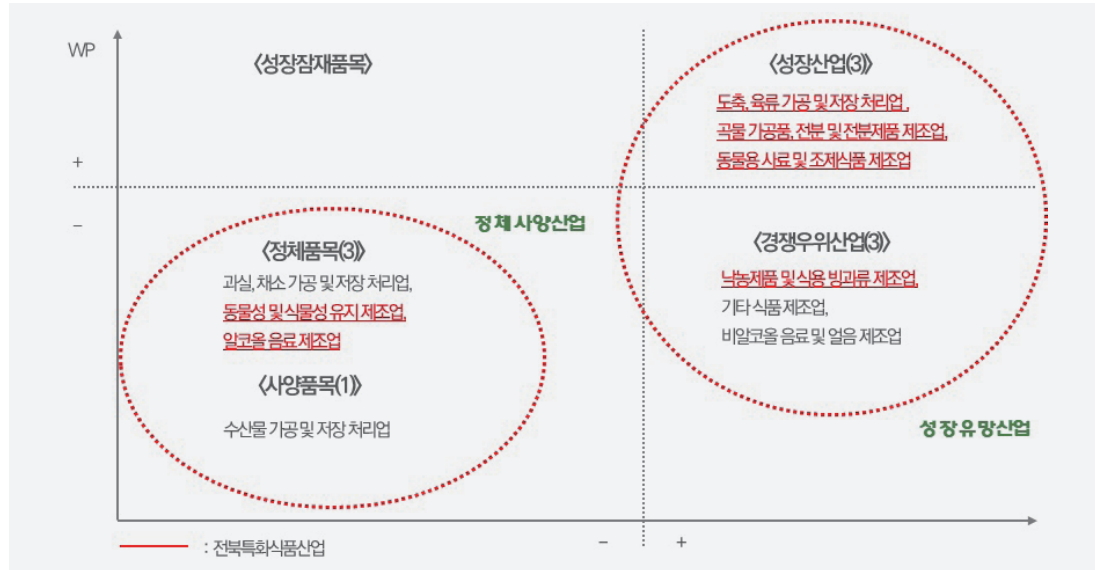 WP
〈성장잠재품목〉
〈성장산업(3)〉
도축, 육류 가공 및 저장 처리업 ,
곡물 가공품, 전분 및 전분제품 제조업,
동물용 사료 및 조제식품 제조업
+
-
정체사양산업
〈정체품목(3)〉
과실, 채소 가공 및 저장 처리업,
동물성 및 식물성 유지 제조업,
알코올 음료 제조업
〈사양품목(1)〉
수산물 가공 및 저장 처리업
〈경쟁우위산업(3)〉
낙농제품 및 식용 빙과류 제조업,
기타 식품 제조업,
비알코올 음료 및 얼음 제조업
성장유망산업
: 전북특화식품산업
- +